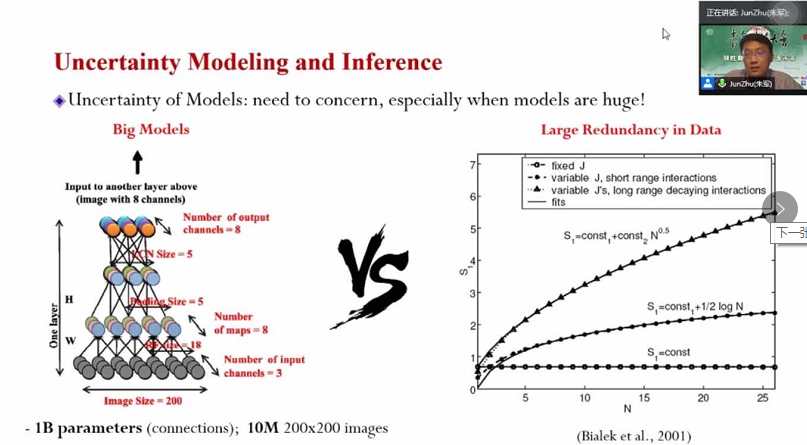 正在讲话: JunZhu(朱军);
JunZhu(朱军)
Uncertainty Modeling and Inference
Uncertainty of Models: need to concern, especially when models are huge!
Big Models
Input to another layer above
(image with 8 channels)
Number of output
channels = 8
LCN Size = 5
Pooling Size = 5
Number
of maps = 8
RF size = 18
Number of input
channels = 3
One layer
H
W
Image Size = 200
- 1B parameters (connections); 10M 200x200 images
VS
Large Redundancy in Data
fixed J
variable J, short range interactions
variable J's, long range decaying interactions
fits
S₁=const₁+const₂ N^0.5
S₁=const₁+1/2 log N
S₁=const
S₁
7
6
5
4
3
2
1
0
5
10
15
20
25
N
(Bialek et al., 2001)
下一张